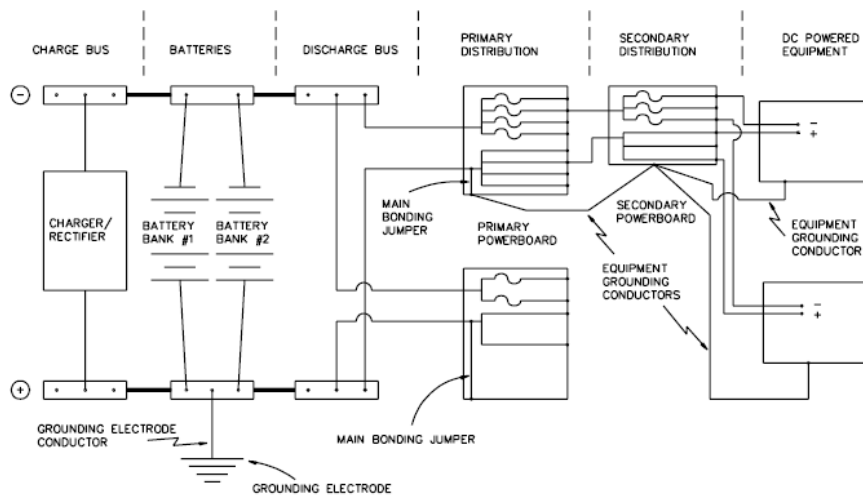 CHARGE BUS
BATTERIES
DISCHARGE BUS
PRIMARY
DISTRIBUTION
SECONDARY
DISTRIBUTION
DC POWERED
EQUIPMENT
−
CHARGER/
RECTIFIER
BATTERY
BANK #1
BATTERY
BANK #2
MAIN
BONDING
JUMPER
PRIMARY
POWERBOARD
SECONDARY
POWERBOARD
−
+
EQUIPMENT
GROUNDING
CONDUCTOR
EQUIPMENT
GROUNDING
CONDUCTORS
−
+
+
GROUNDING ELECTRODE
CONDUCTOR
MAIN BONDING JUMPER
GROUNDING ELECTRODE